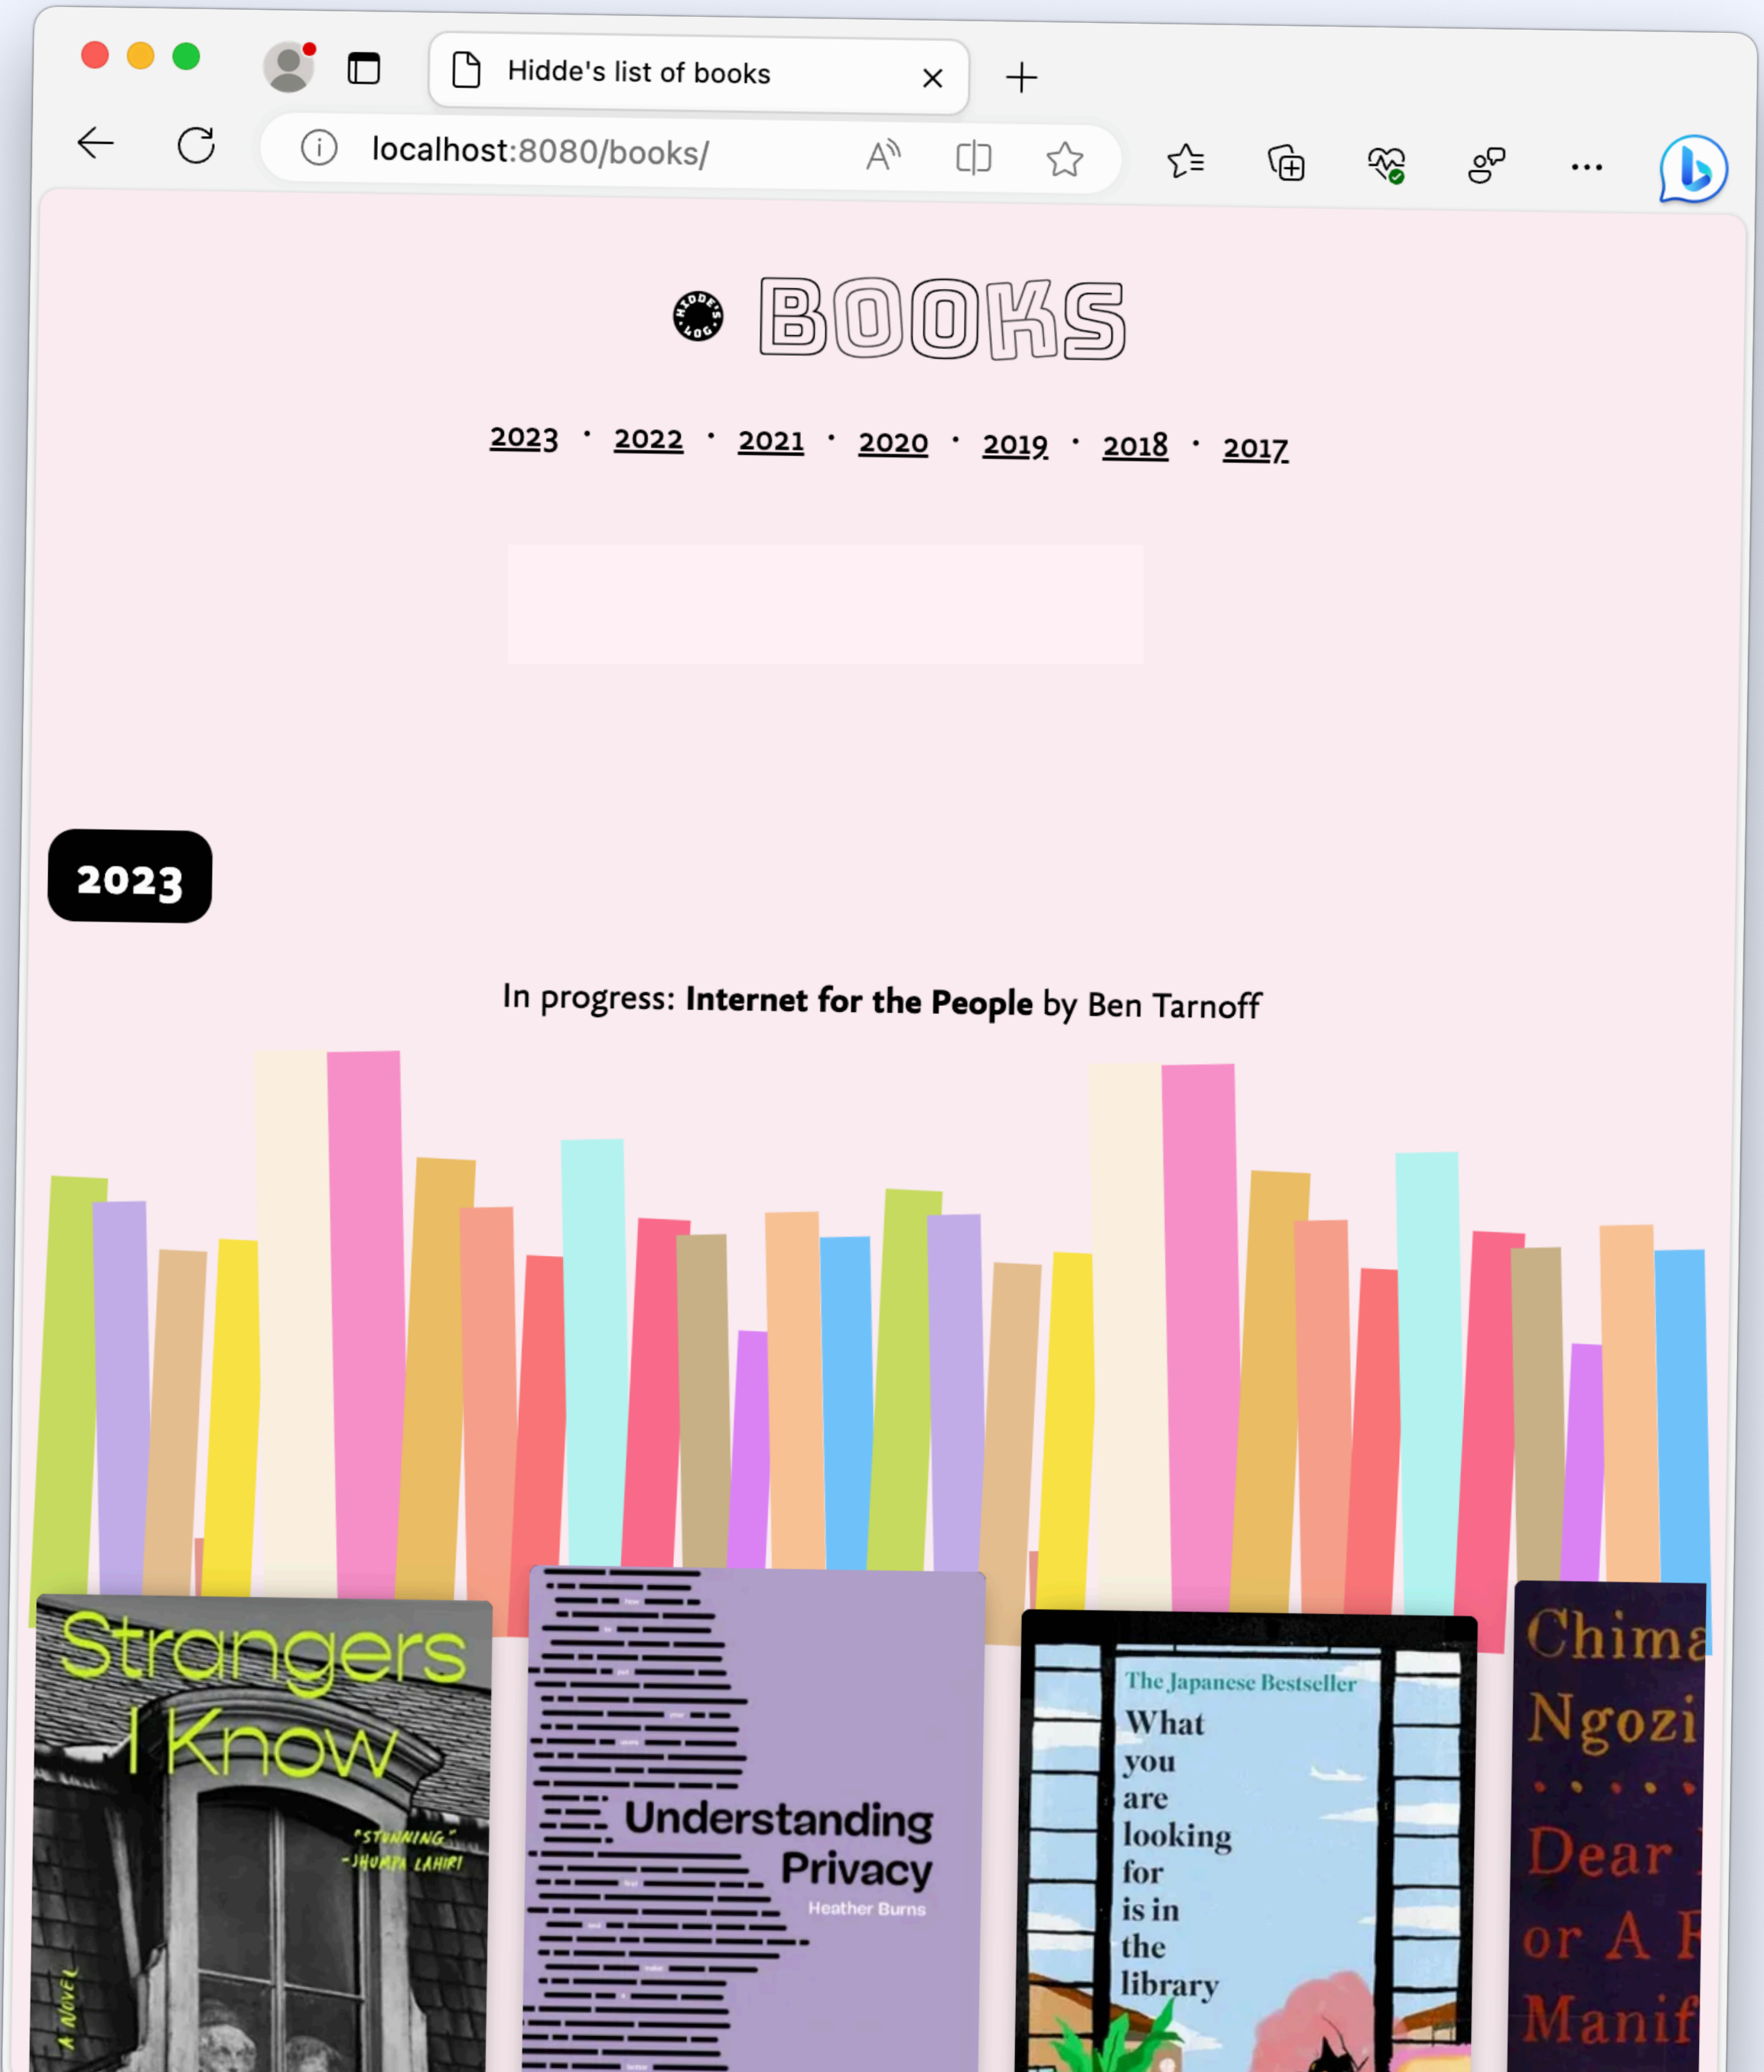 Hidde's list of books
localhost:8080/books/
HIDDE'S LOG
BOOKS
2023 · 2022 · 2021 · 2020 · 2019 · 2018 · 2017
2023
In progress: Internet for the People by Ben Tarnoff
Strangers
I Know
"STUNNING"
-JHUMPA LAHIRI
A NOVEL
Understanding
Privacy
Heather Burns
The Japanese Bestseller
What
you
are
looking
for
is in
the
library
Chima
Ngozi
Dear
or A F
Manif